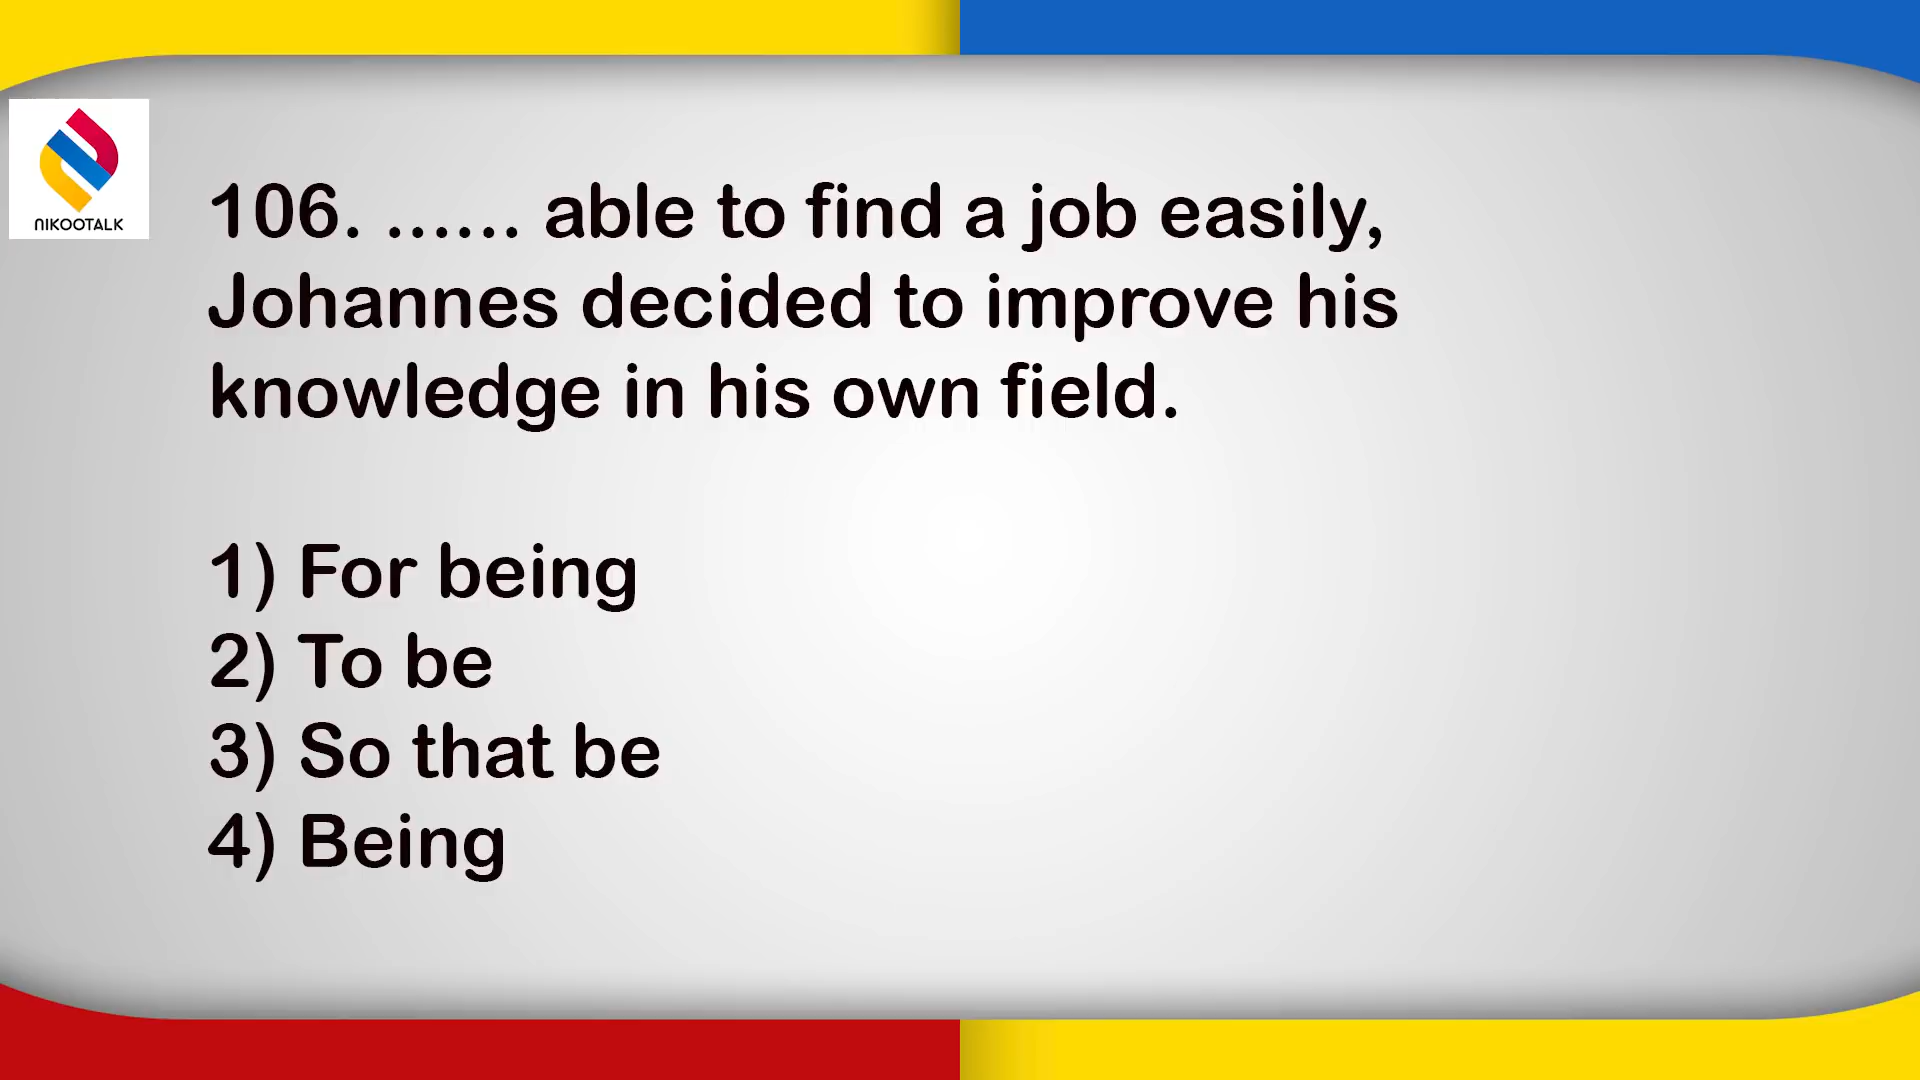 NIKOOTALK
106. ...... able to find a job easily,
Johannes decided to improve his
knowledge in his own field.
1) For being
2) To be
3) So that be
4) Being